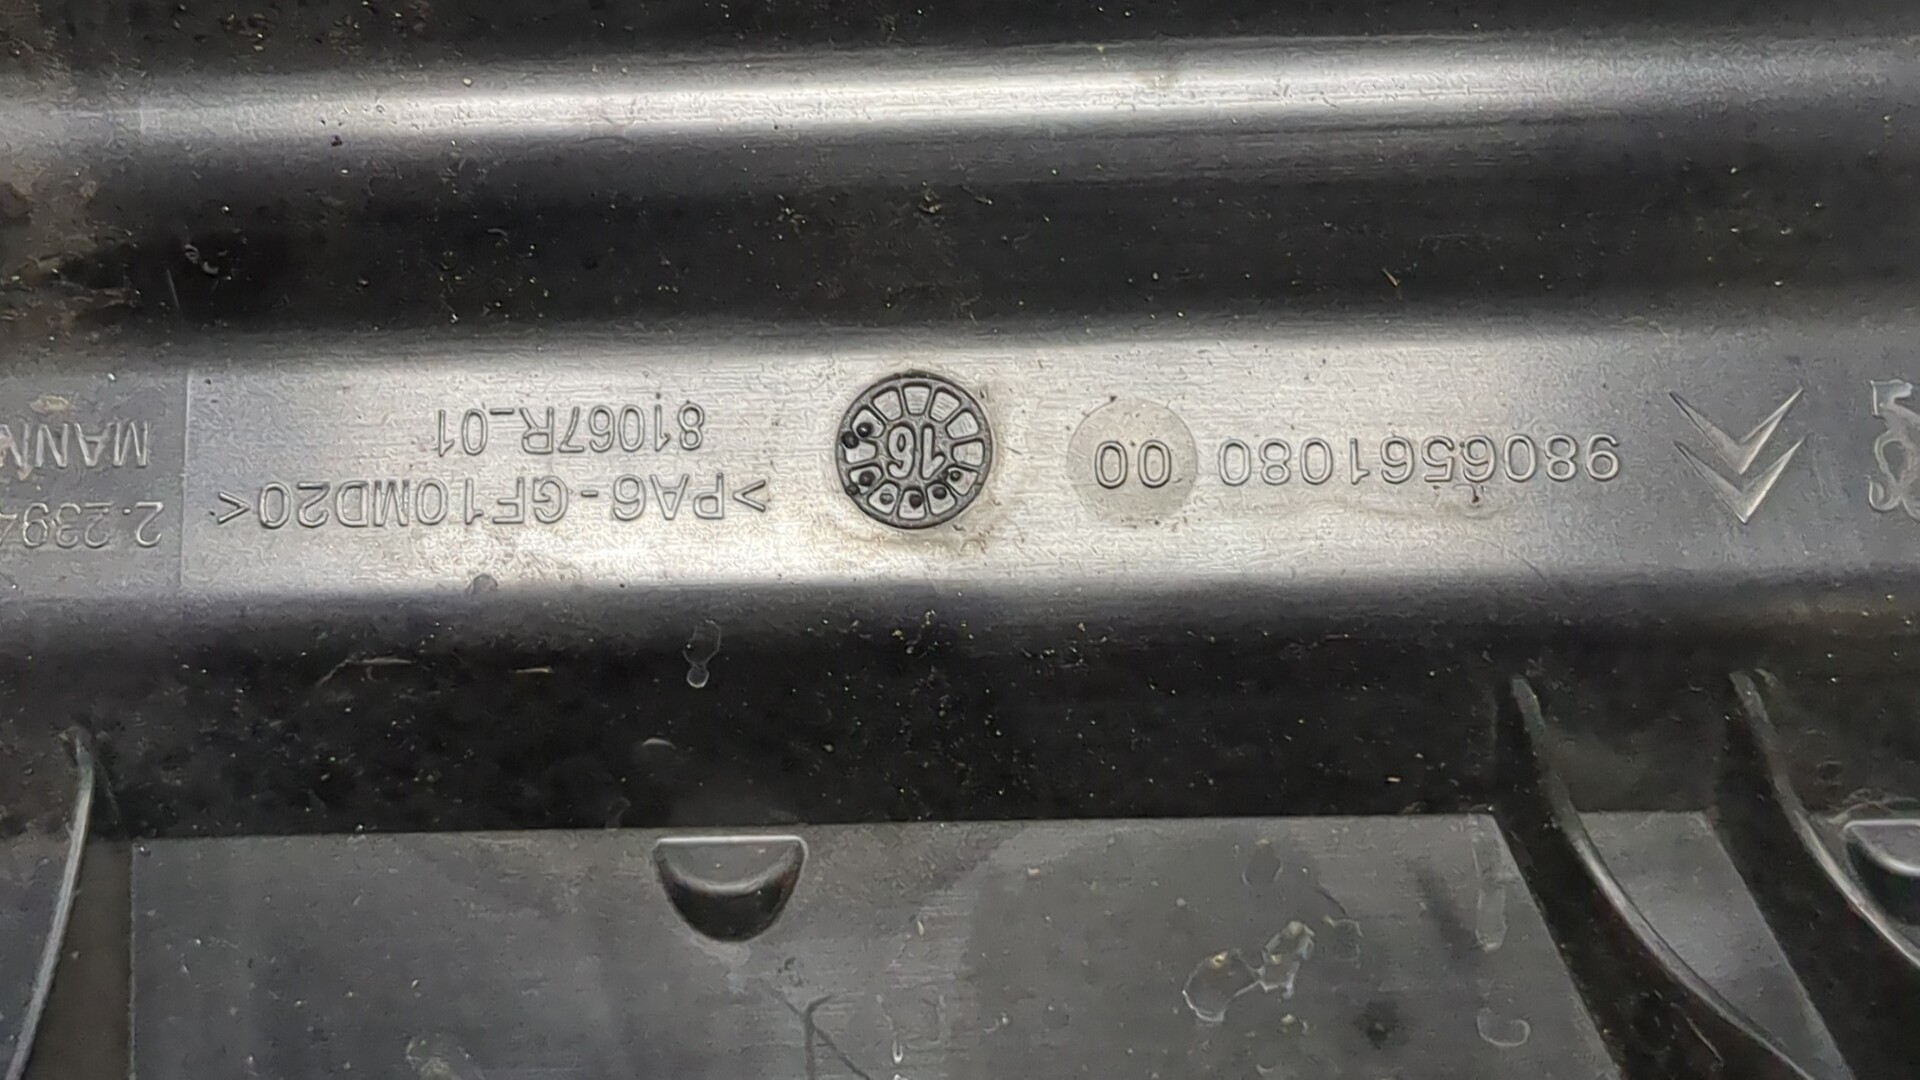 9806561080 00
16
>PA6-GF10MD20<
81067R_01
2.239
MANN